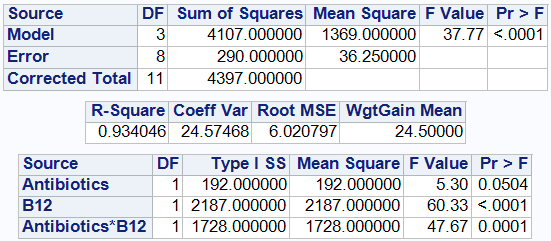 Source DF Sum of Squares Mean Square F Value Pr > F
Model 3 4107.000000 1369.000000 37.77 <.0001
Error 8 290.000000 36.250000
Corrected Total 11 4397.000000
R-Square Coeff Var Root MSE WgtGain Mean
0.934046 24.57468 6.020797 24.50000
Source DF Type I SS Mean Square F Value Pr > F
Antibiotics 1 192.000000 192.000000 5.30 0.0504
B12 1 2187.000000 2187.000000 60.33 <.0001
Antibiotics*B12 1 1728.000000 1728.000000 47.67 0.0001